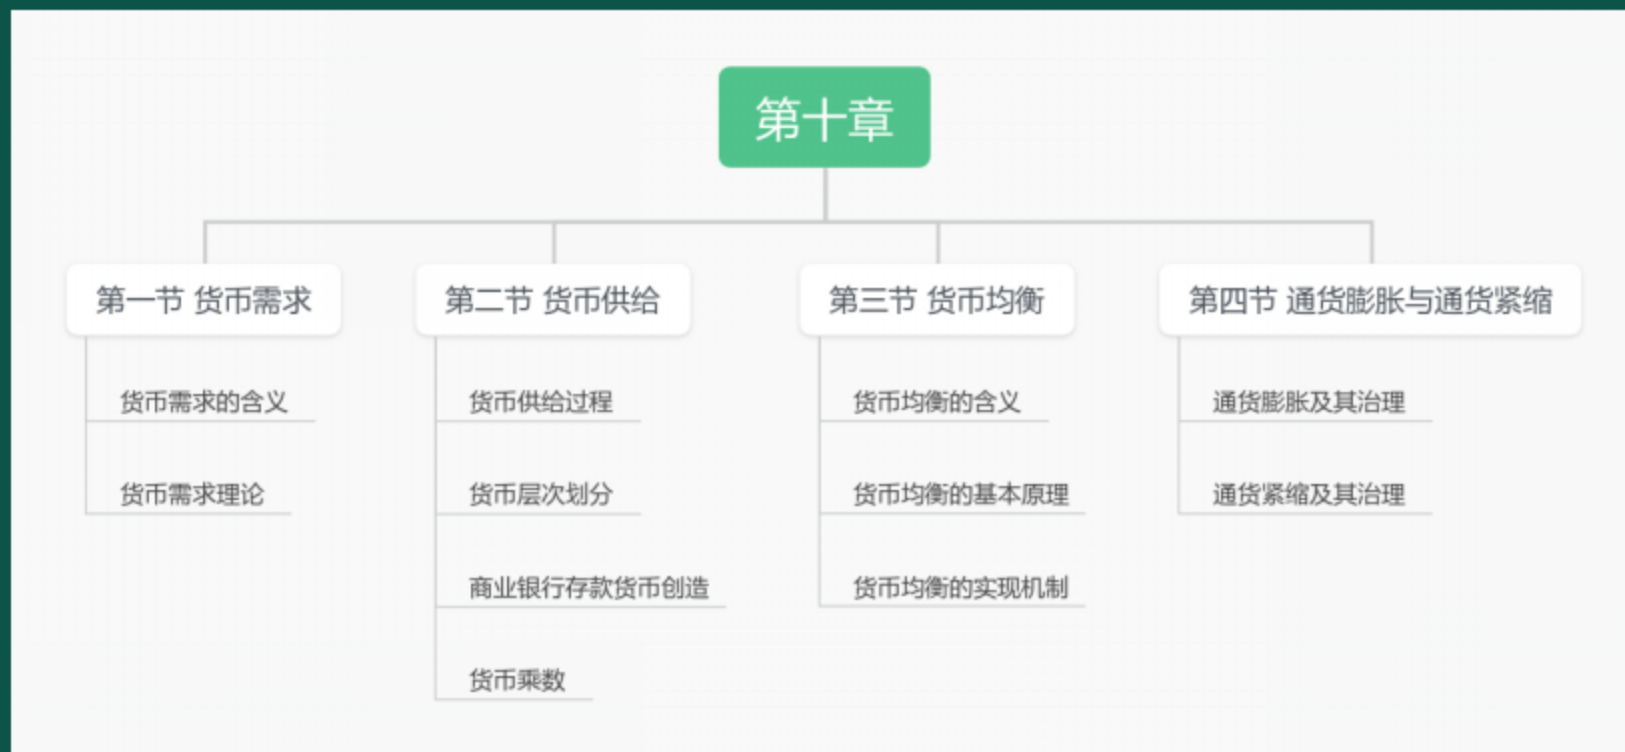 第十章
第一节 货币需求
货币需求的含义
货币需求理论
第二节 货币供给
货币供给过程
货币层次划分
商业银行存款货币创造
货币乘数
第三节 货币均衡
货币均衡的含义
货币均衡的基本原理
货币均衡的实现机制
第四节 通货膨胀与通货紧缩
通货膨胀及其治理
通货紧缩及其治理